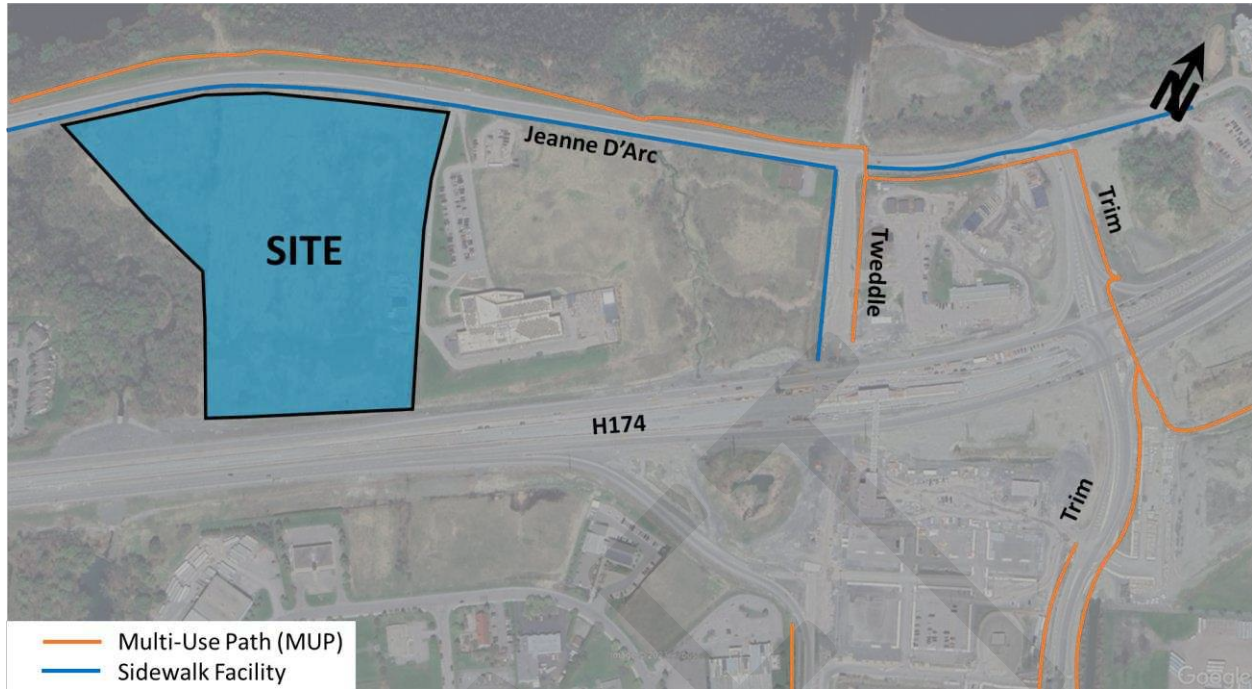 N
Jeanne D'Arc
SITE
Trim
Tweddle
H174
Trim
Multi-Use Path (MUP)
Sidewalk Facility
Google